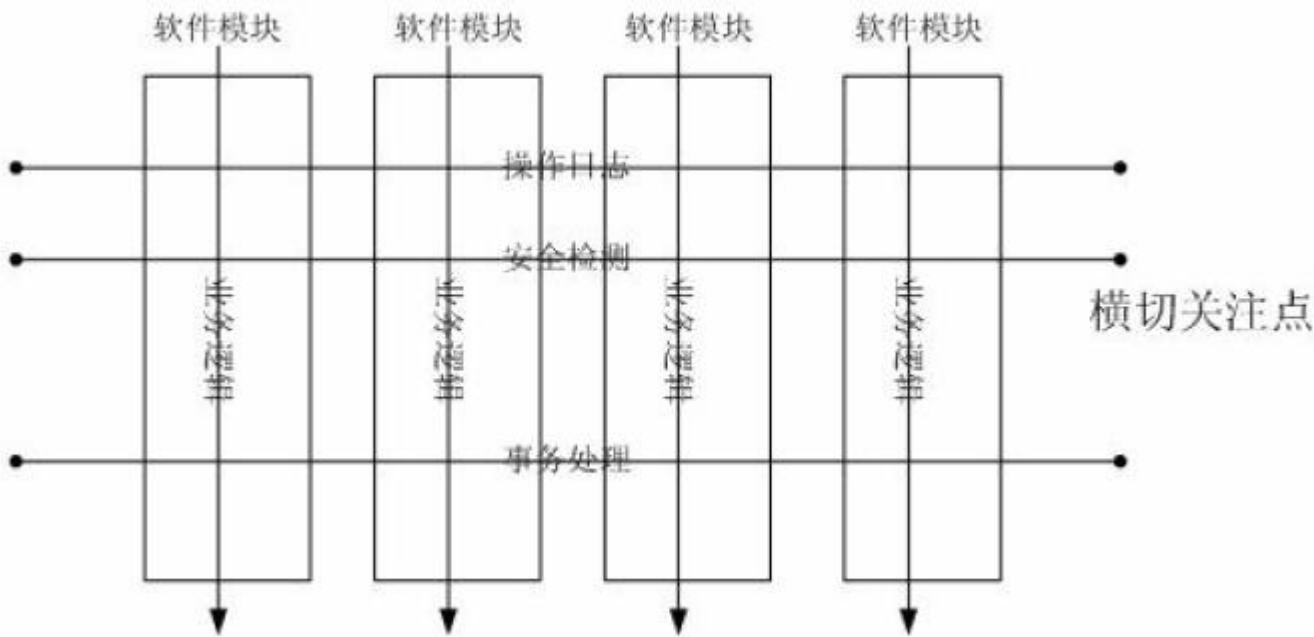 软件模块
软件模块
软件模块
软件模块
操作日志
安全检测
业务逻辑
业务逻辑
业务逻辑
业务逻辑
横切关注点
事务处理